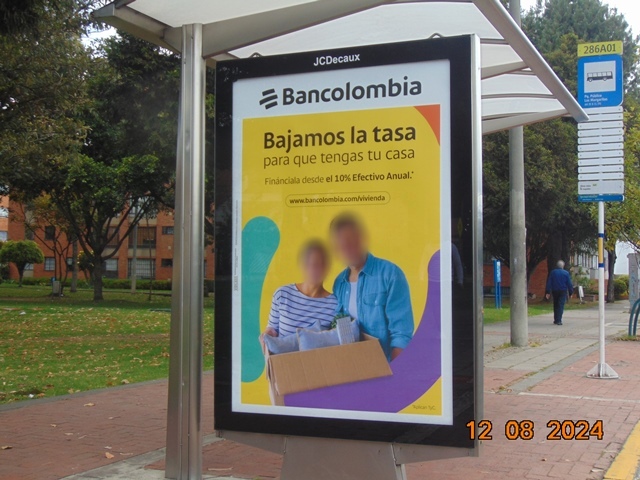 JCDecaux
Bancolombia
Bajamos la tasa
para que tengas tu casa
Fináncialа desde el 10% Efectivo Anual.*
www.bancolombia.com/vivienda
286A01
12 08 2024